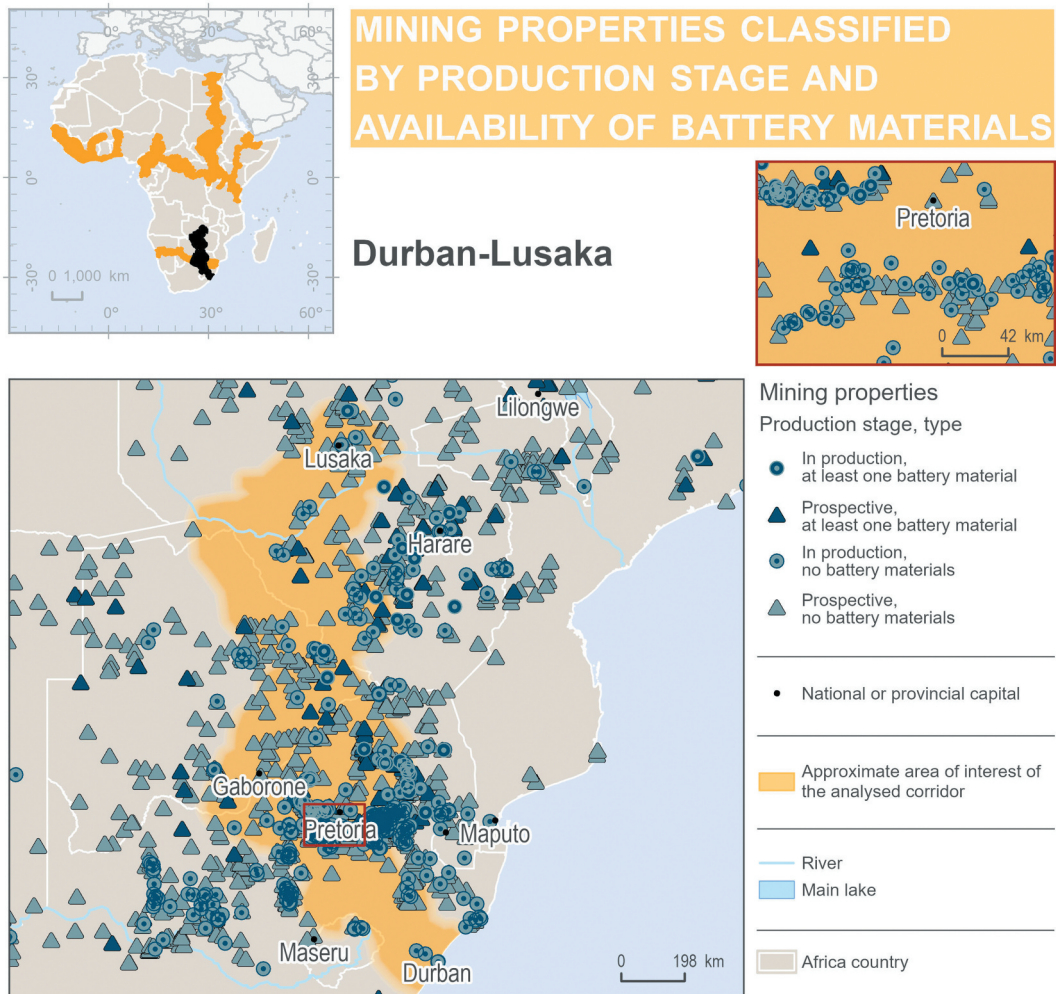 MINING PROPERTIES CLASSIFIED
BY PRODUCTION STAGE AND
AVAILABILITY OF BATTERY MATERIALS
0° 30° 60°
30°
0°
-30°
30°
0°
-30°
0 1,000 km
0° 30° 60°
Durban-Lusaka
Pretoria
0 42 km
Lilongwe
Lusaka
Harare
Gaborone
Pretoria
Maputo
Maseru
Durban
0 198 km
Mining properties
Production stage, type
In production,
at least one battery material
Prospective,
at least one battery material
In production,
no battery materials
Prospective,
no battery materials
National or provincial capital
Approximate area of interest of
the analysed corridor
River
Main lake
Africa country